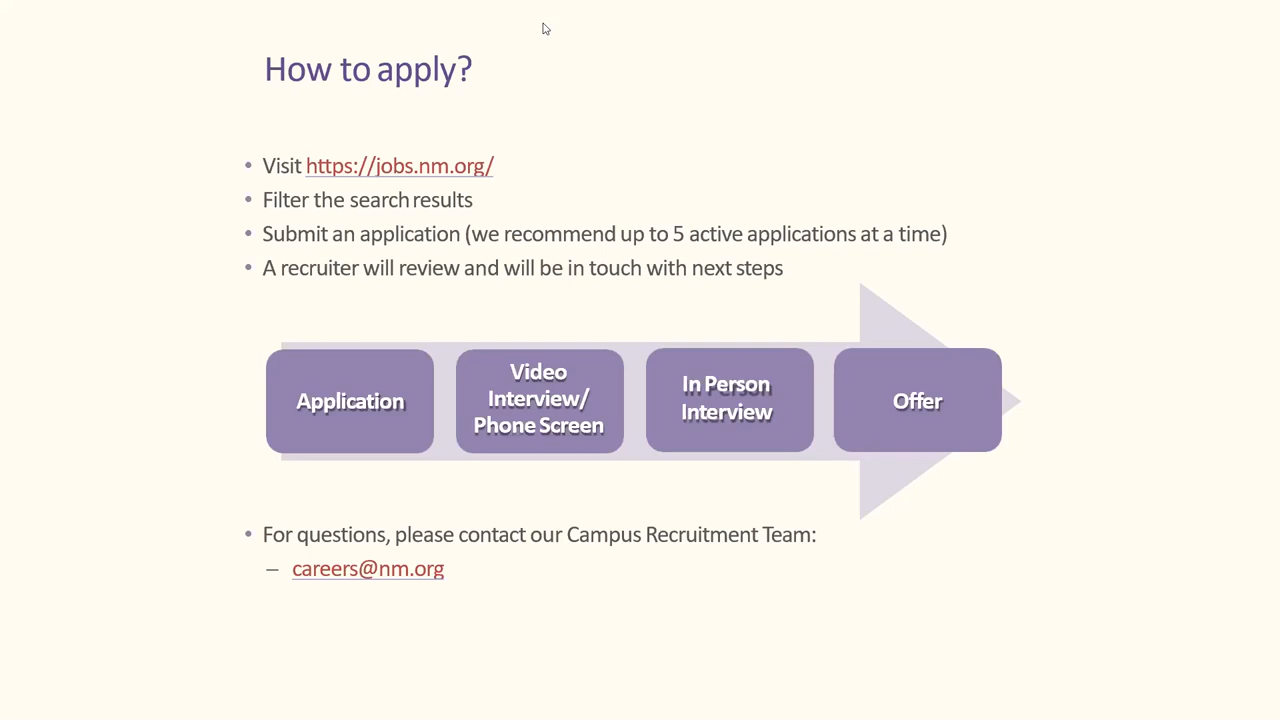 How to apply?
• Visit https://jobs.nm.org/
• Filter the search results
• Submit an application (we recommend up to 5 active applications at a time)
• A recruiter will review and will be in touch with next steps
Application
Video
Interview/
Phone Screen
In Person
Interview
Offer
• For questions, please contact our Campus Recruitment Team:
– careers@nm.org